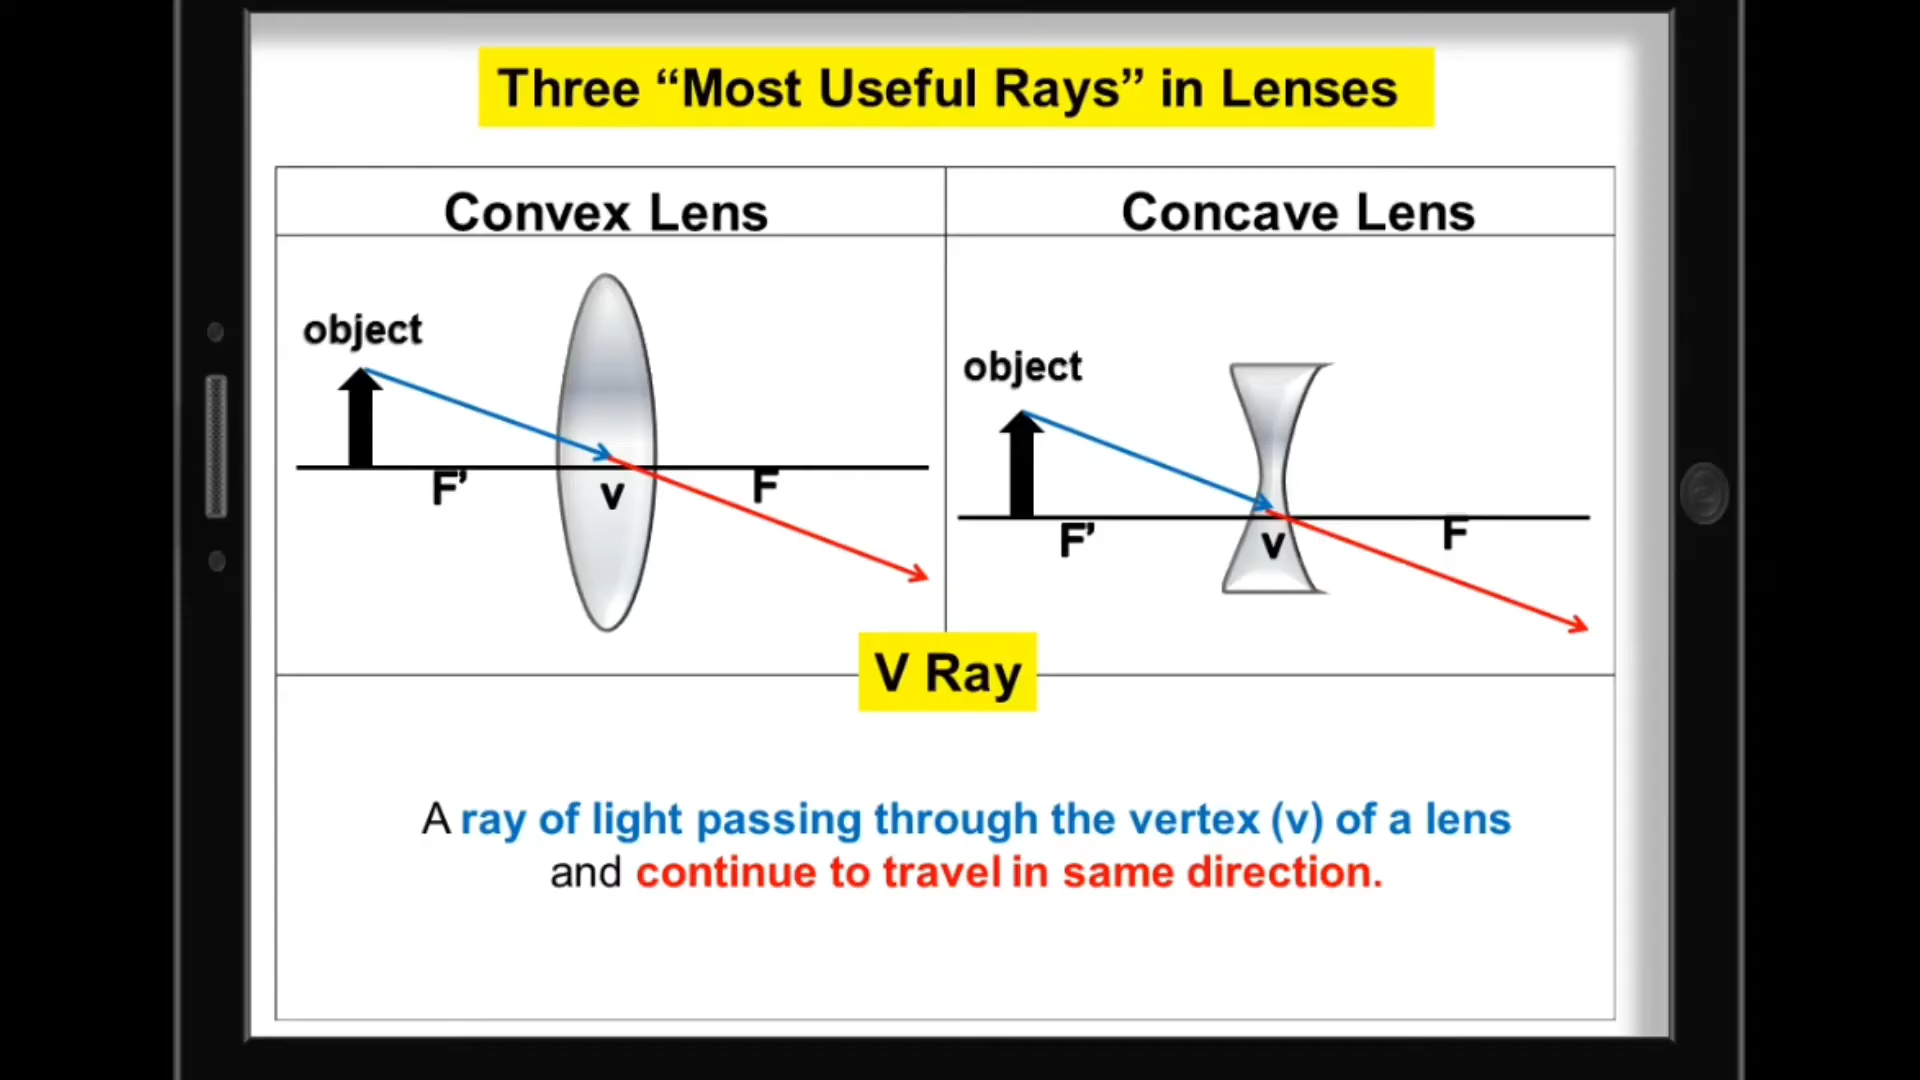 Three “Most Useful Rays” in Lenses
Convex Lens
Concave Lens
object
F’
v
F
object
F’
v
F
V Ray
A ray of light passing through the vertex (v) of a lens
and continue to travel in same direction.